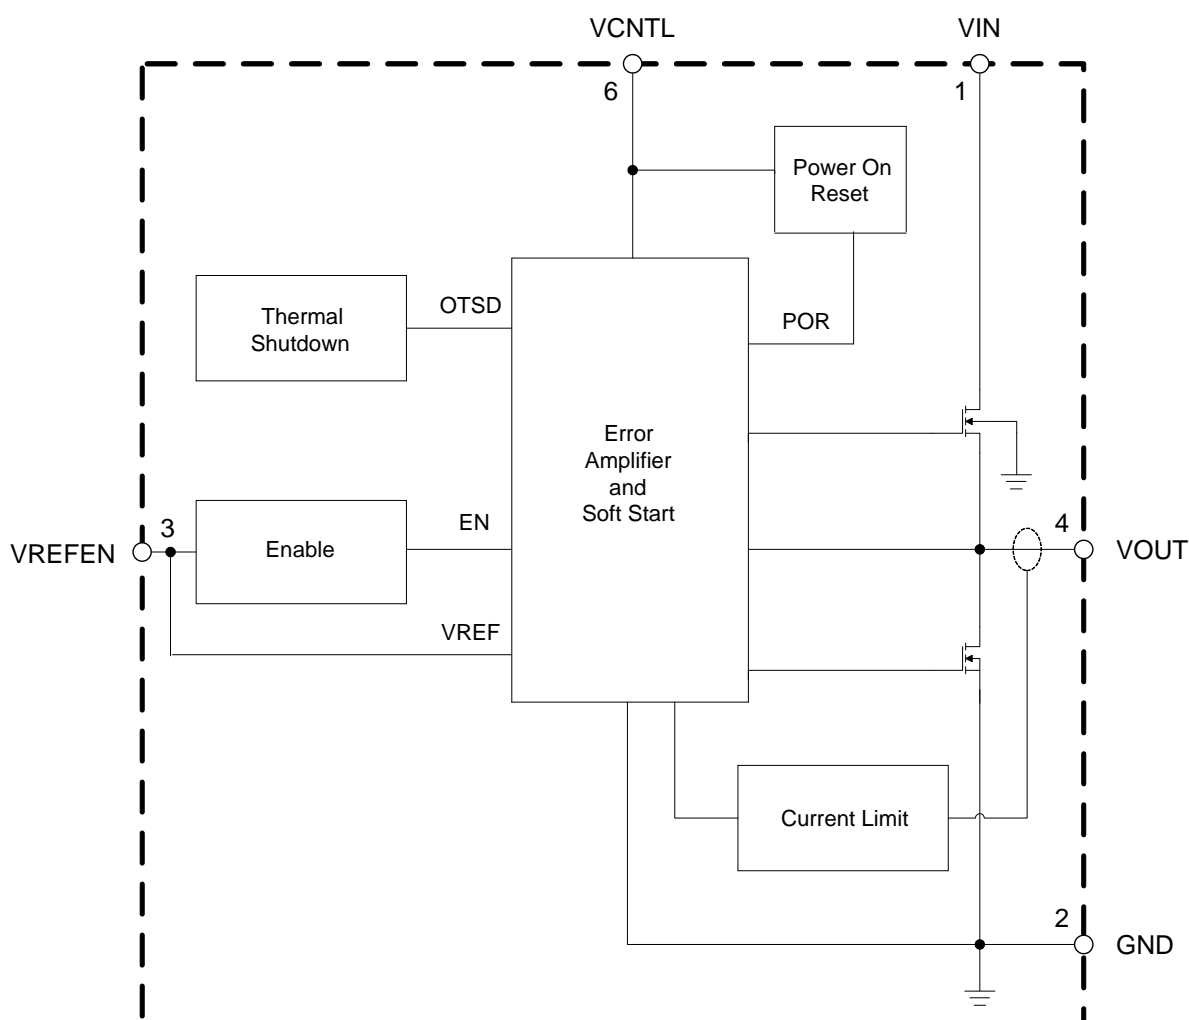 VCNTL
VIN
6
1
Power On
Reset
OTSD
Thermal
Shutdown
POR
Error
Amplifier
and
Soft Start
3
EN
4
VREFEN
Enable
VOUT
VREF
Current Limit
2
GND